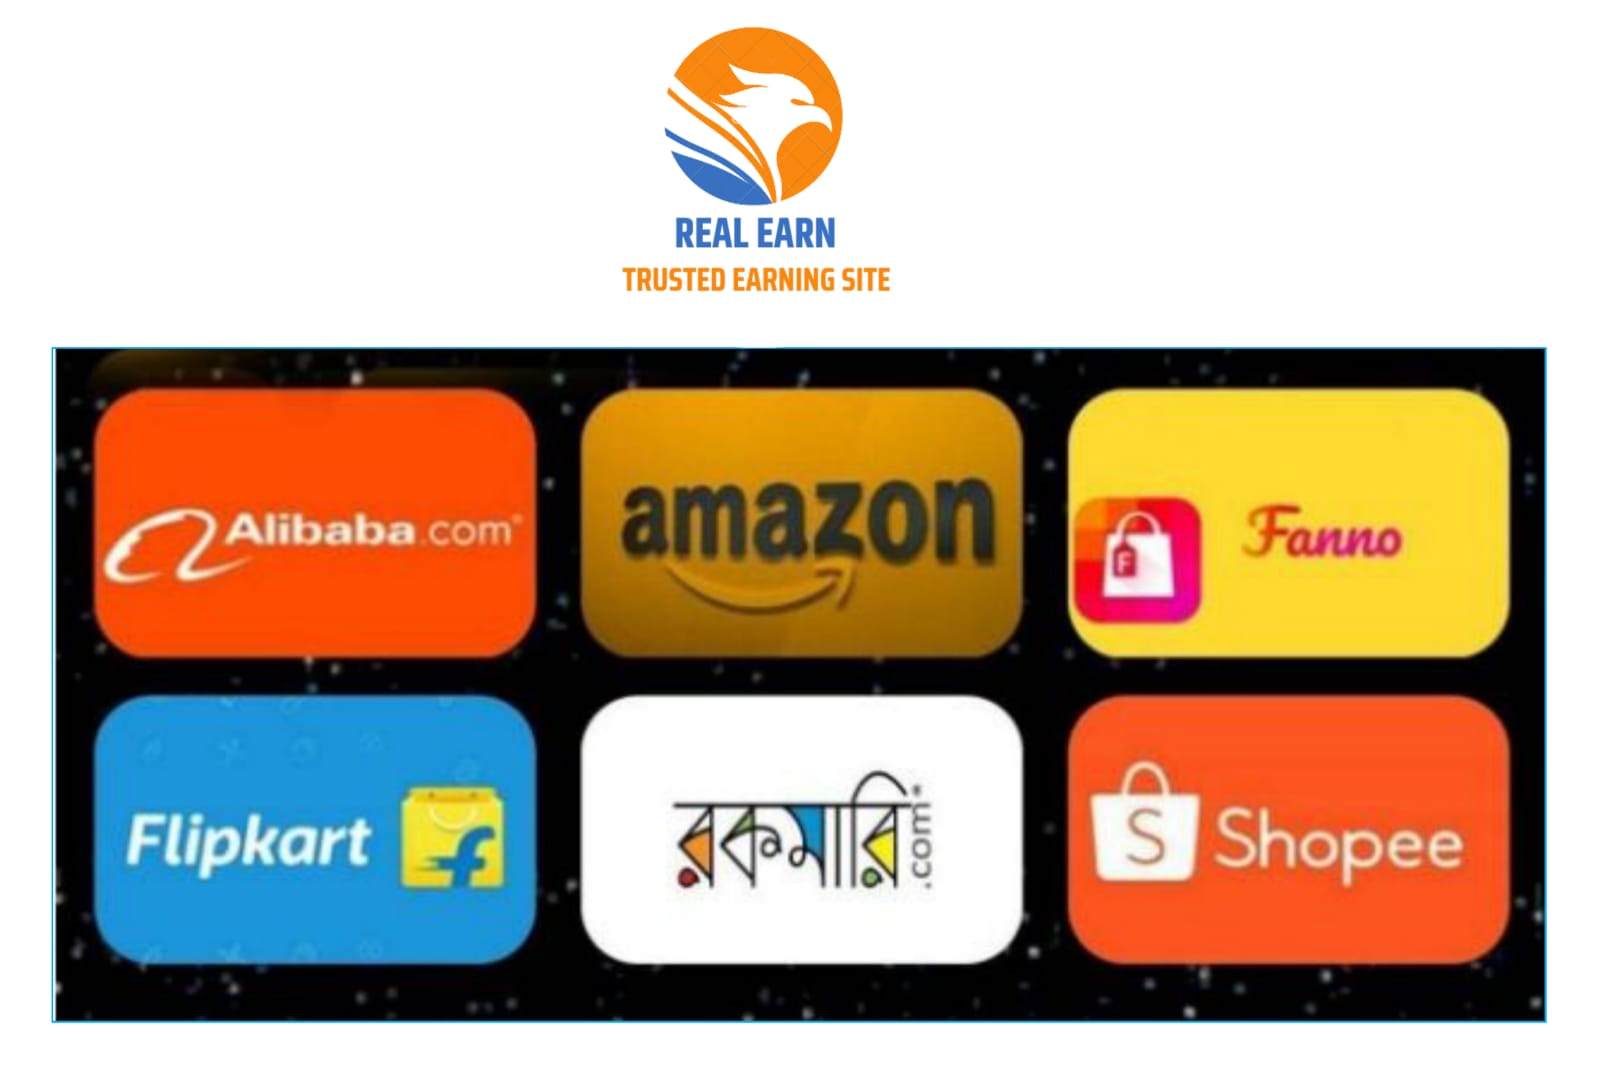 REAL EARN
TRUSTED EARNING SITE
Alibaba.com
amazon
F
Fanno
Flipkart
f
রকমারি
.com
S
Shopee